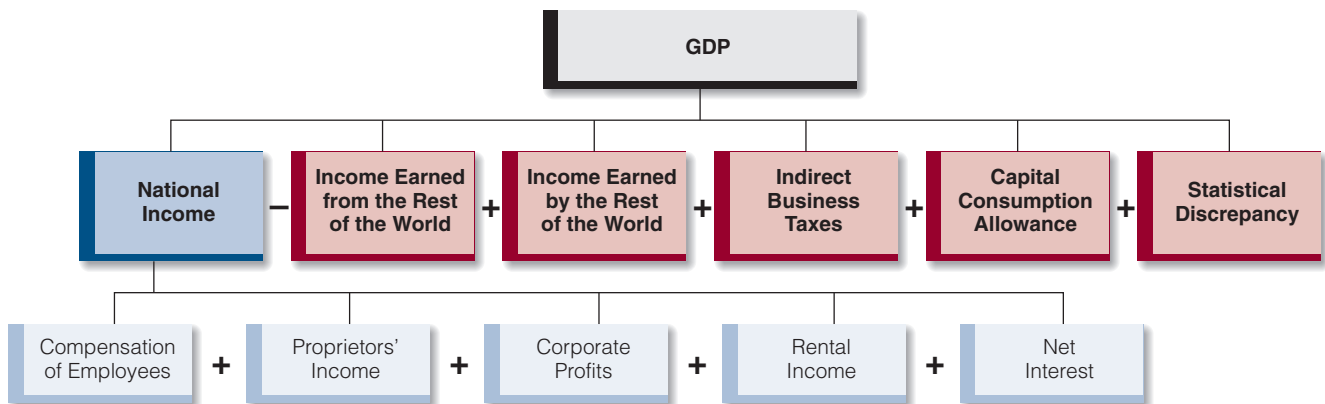 GDP
National
Income
–
Income Earned
from the Rest
of the World
+
Income Earned
by the Rest
of the World
+
Indirect
Business
Taxes
+
Capital
Consumption
Allowance
+
Statistical
Discrepancy
Compensation
of Employees
+
Proprietors’
Income
+
Corporate
Profits
+
Rental
Income
+
Net
Interest